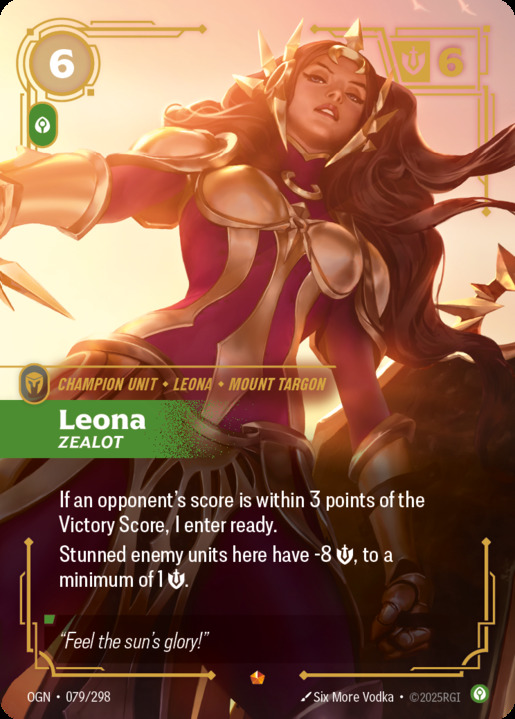 6
6
CHAMPION UNIT • LEONA • MOUNT TARGON
Leona
ZEALOT
If an opponent's score is within 3 points of the
Victory Score, I enter ready.
Stunned enemy units here have -8, to a
minimum of 1.
“Feel the sun's glory!”
OGN • 079/298
Six More Vodka • ©2025RGI